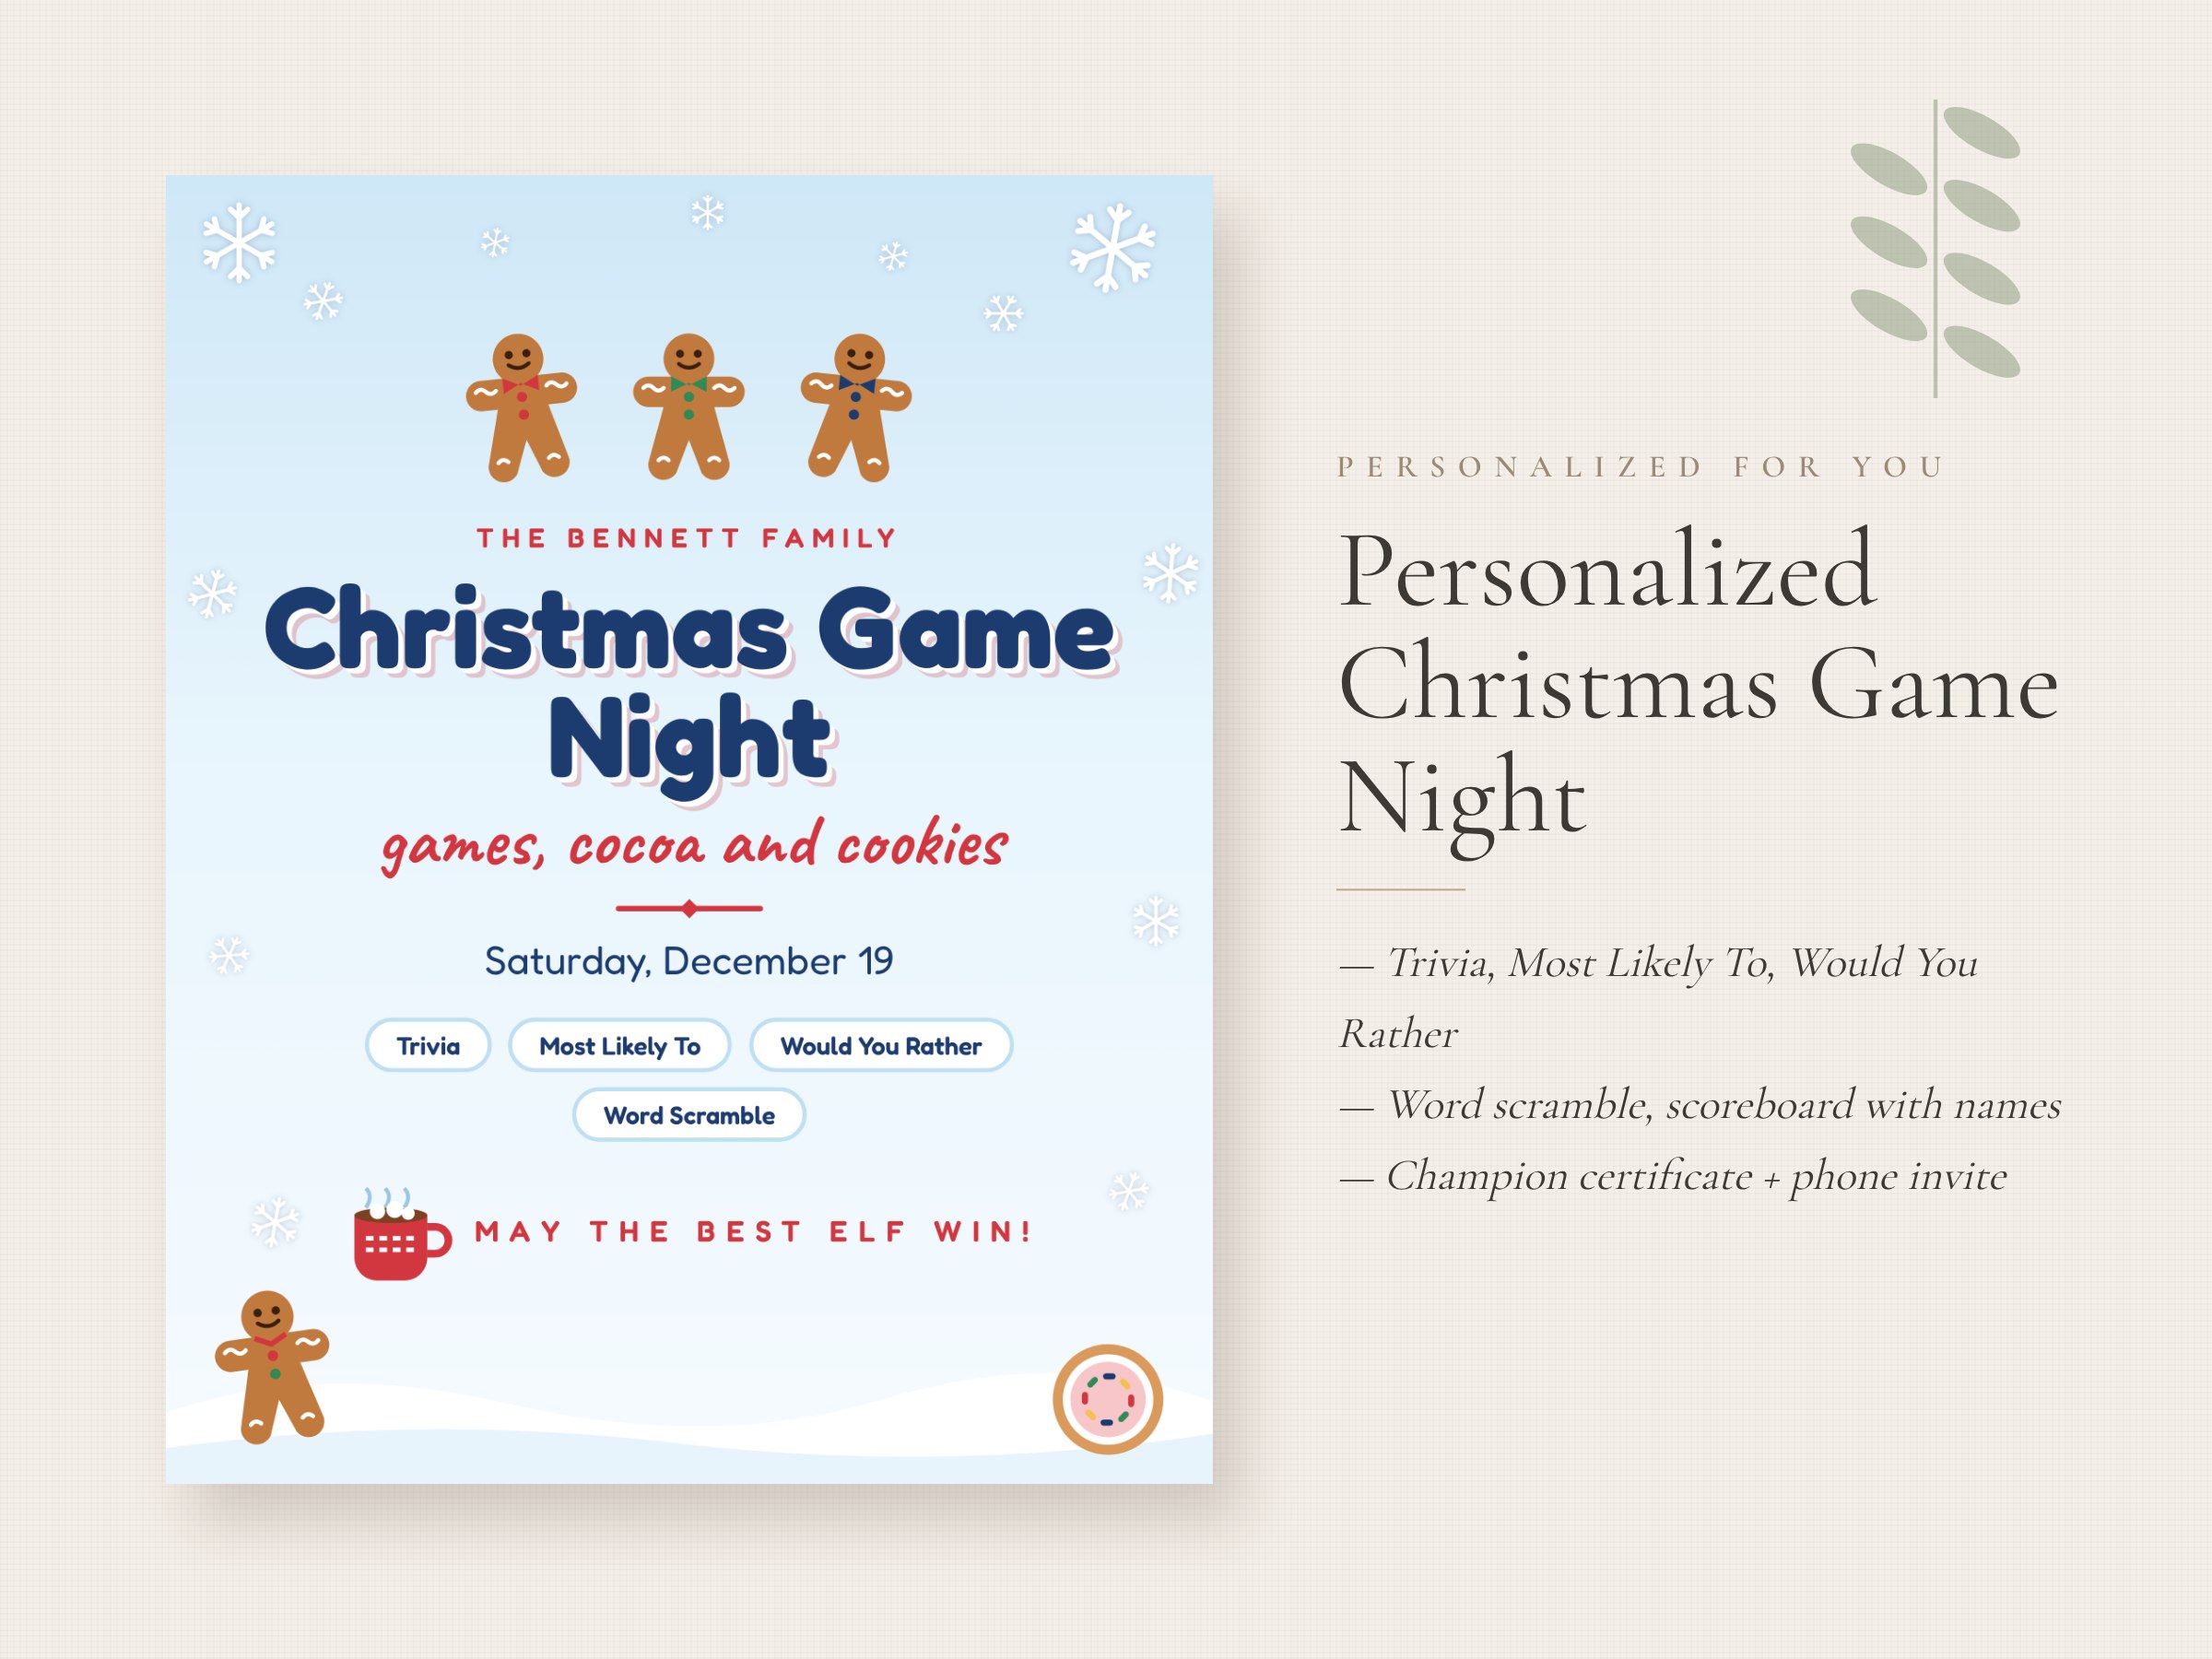 THE BENNETT FAMILY
Christmas Game
Night
games, cocoa and cookies
Saturday, December 19
Trivia
Most Likely To
Would You Rather
Word Scramble
MAY THE BEST ELF WIN!
PERSONALIZED FOR YOU
Personalized
Christmas Game
Night
— Trivia, Most Likely To, Would You
Rather
— Word scramble, scoreboard with names
— Champion certificate + phone invite